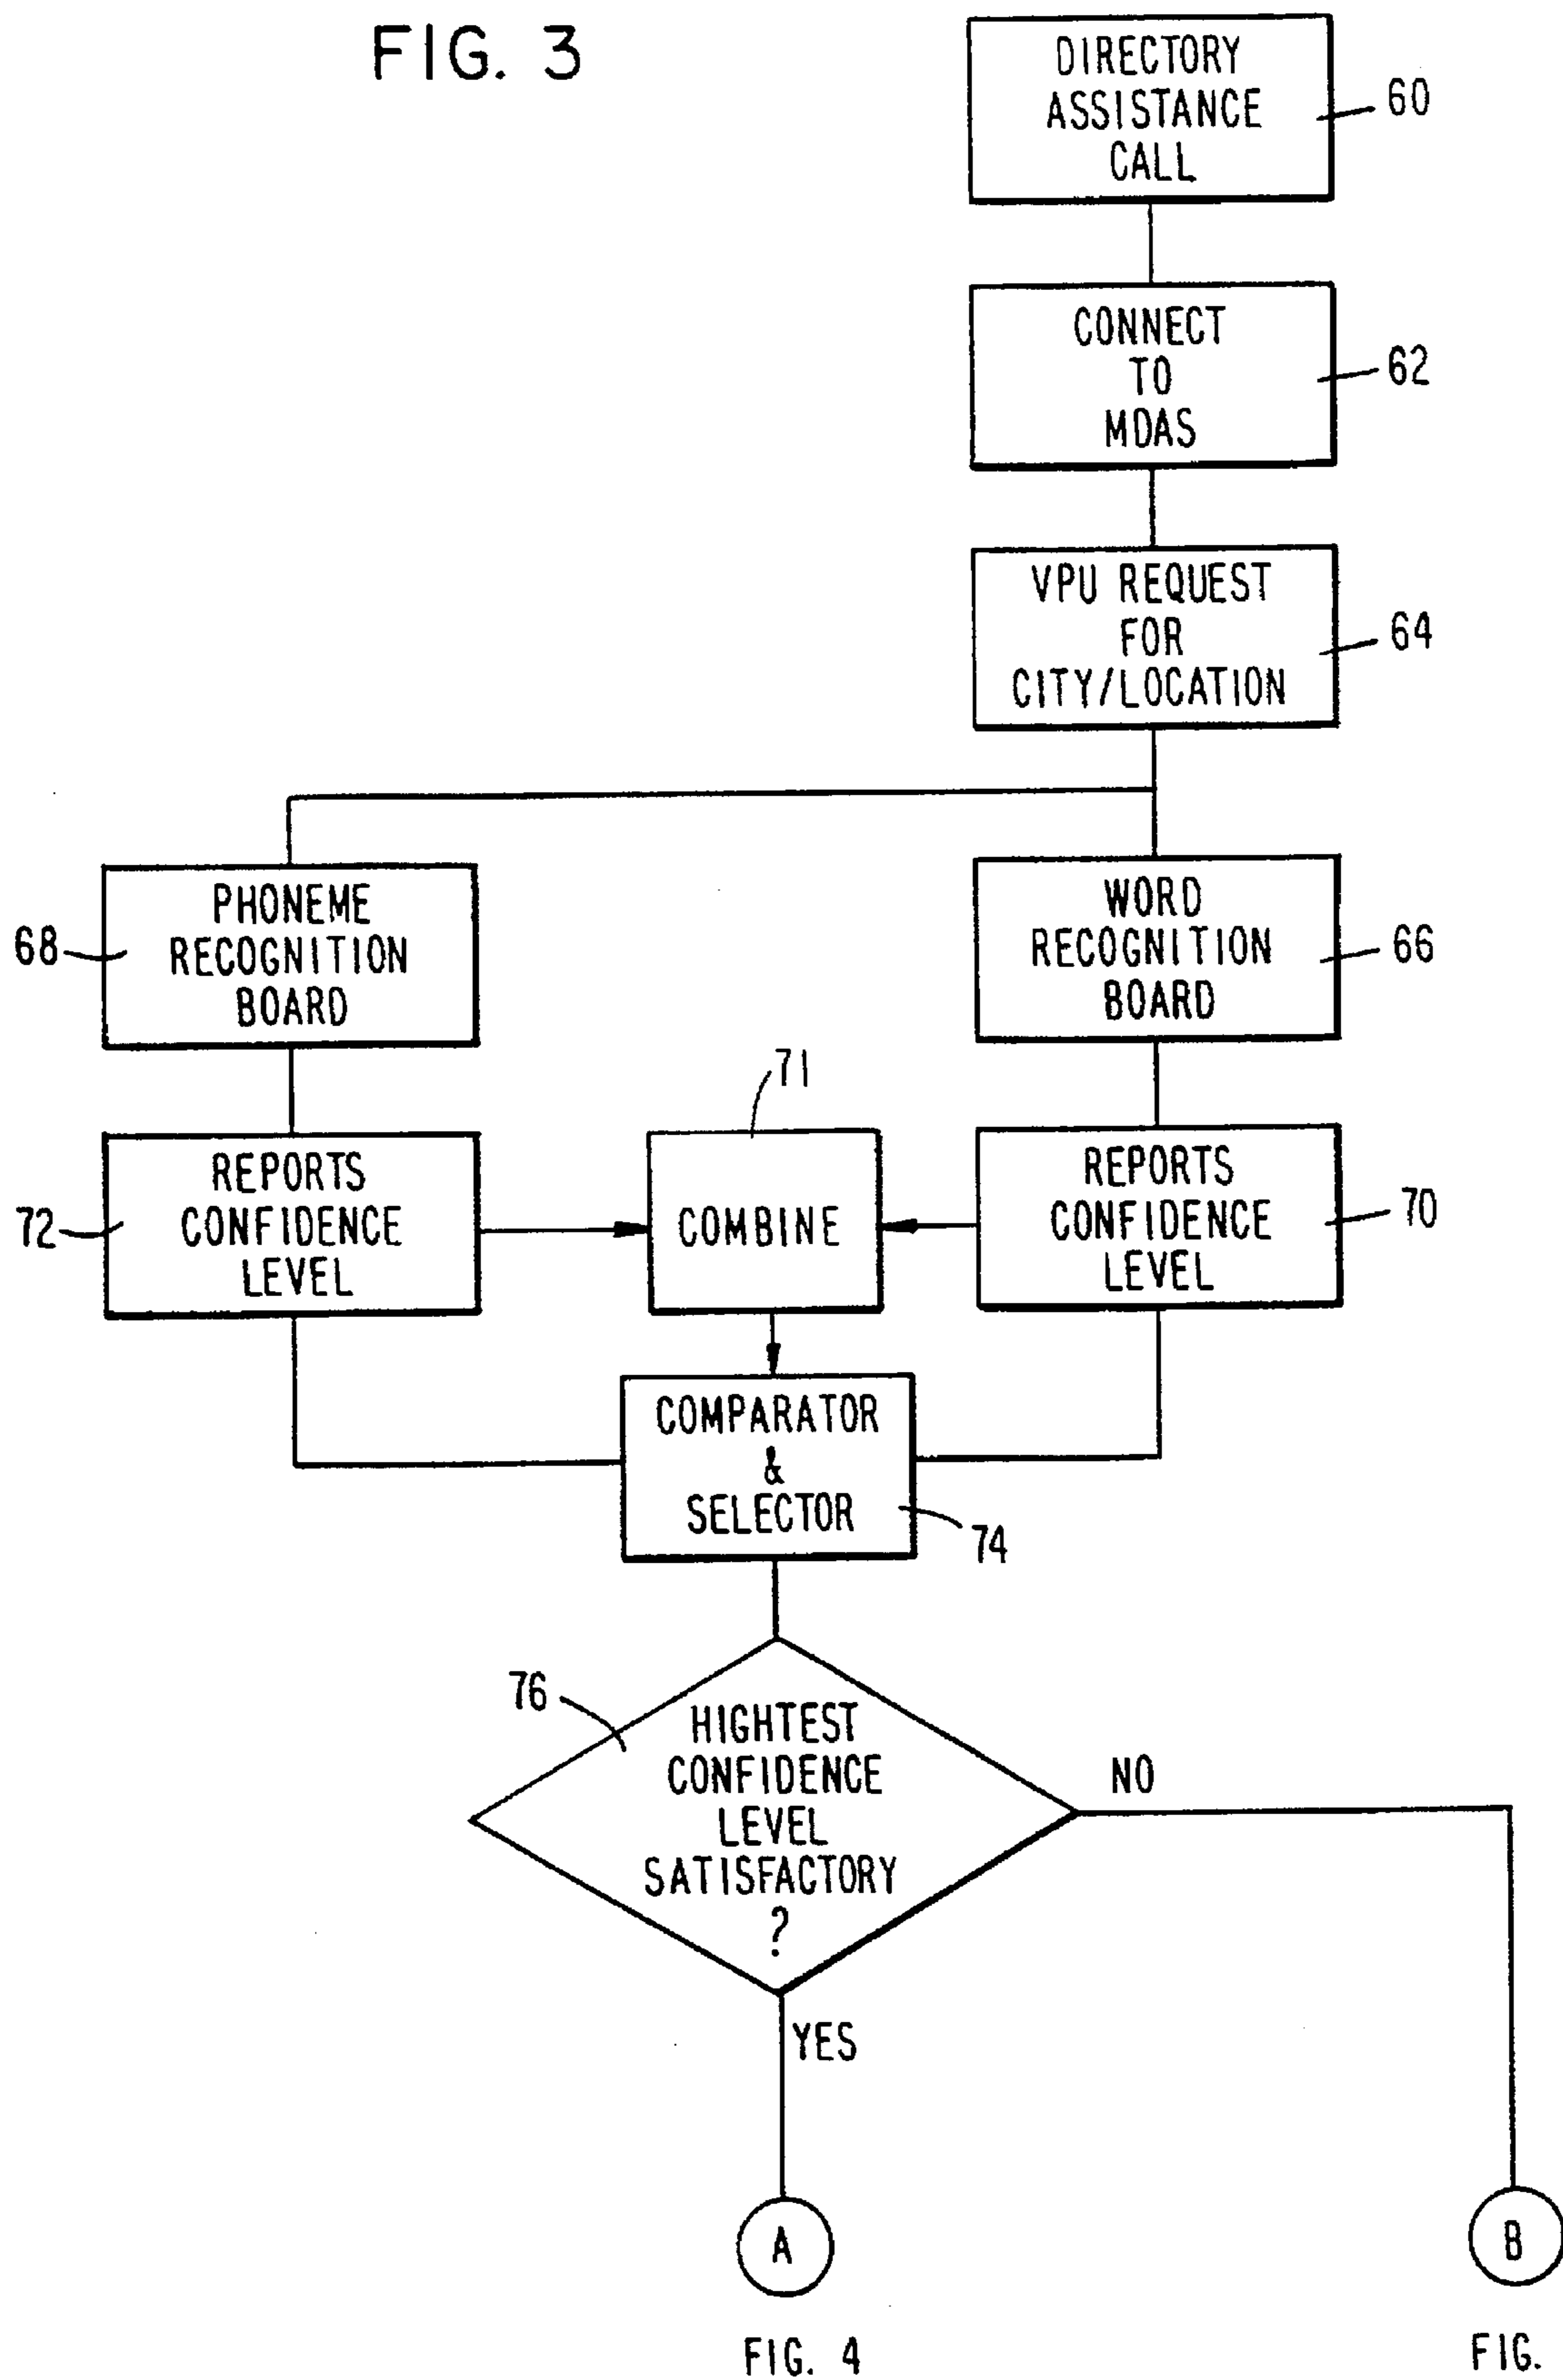 FIG. 3
DIRECTORY
ASSISTANCE
CALL
60
CONNECT
TO
MDAS
62
VPU REQUEST
FOR
CITY/LOCATION
64
PHONEME
RECOGNITION
BOARD
68
WORD
RECOGNITION
BOARD
66
71
REPORTS
CONFIDENCE
LEVEL
72
COMBINE
REPORTS
CONFIDENCE
LEVEL
70
COMPARATOR
&
SELECTOR
74
76
HIGHTEST
CONFIDENCE
LEVEL
SATISFACTORY
?
NO
YES
A
B
FIG. 4
FIG.